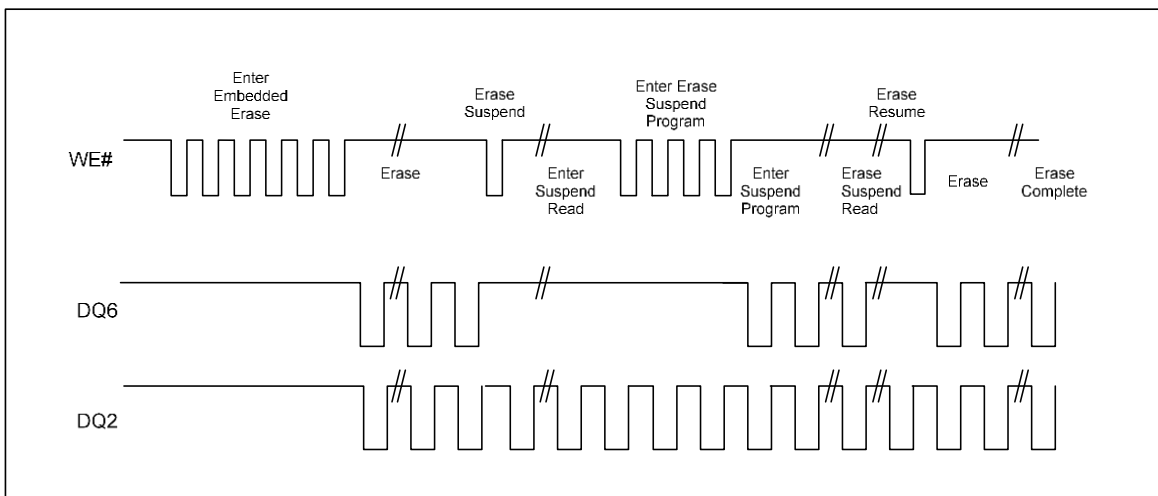 Enter
Embedded
Erase
Erase
Suspend
Enter Erase
Suspend
Program
Erase
Resume
WE#
Erase
Enter
Suspend
Read
Enter
Suspend
Program
Erase
Suspend
Read
Erase
Erase
Complete
DQ6
DQ2